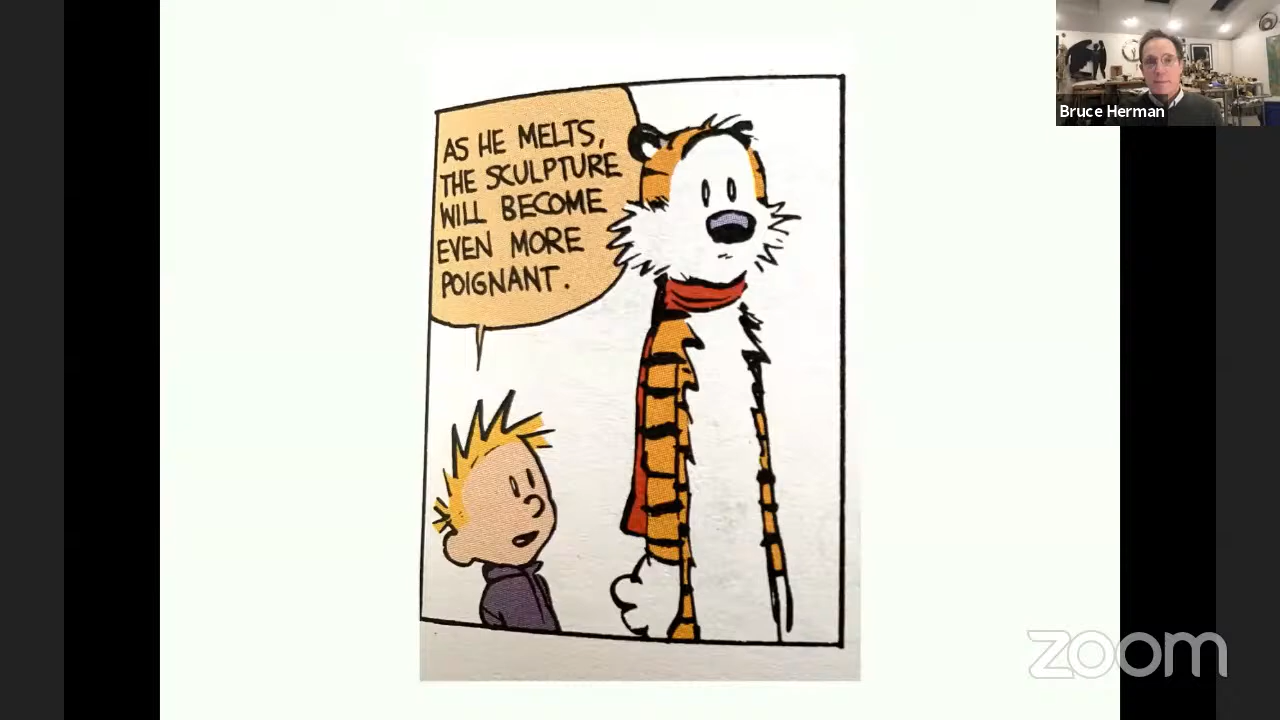 Bruce Herman
AS HE MELTS,
THE SCULPTURE
WILL BECOME
EVEN MORE
POIGNANT.
zoom